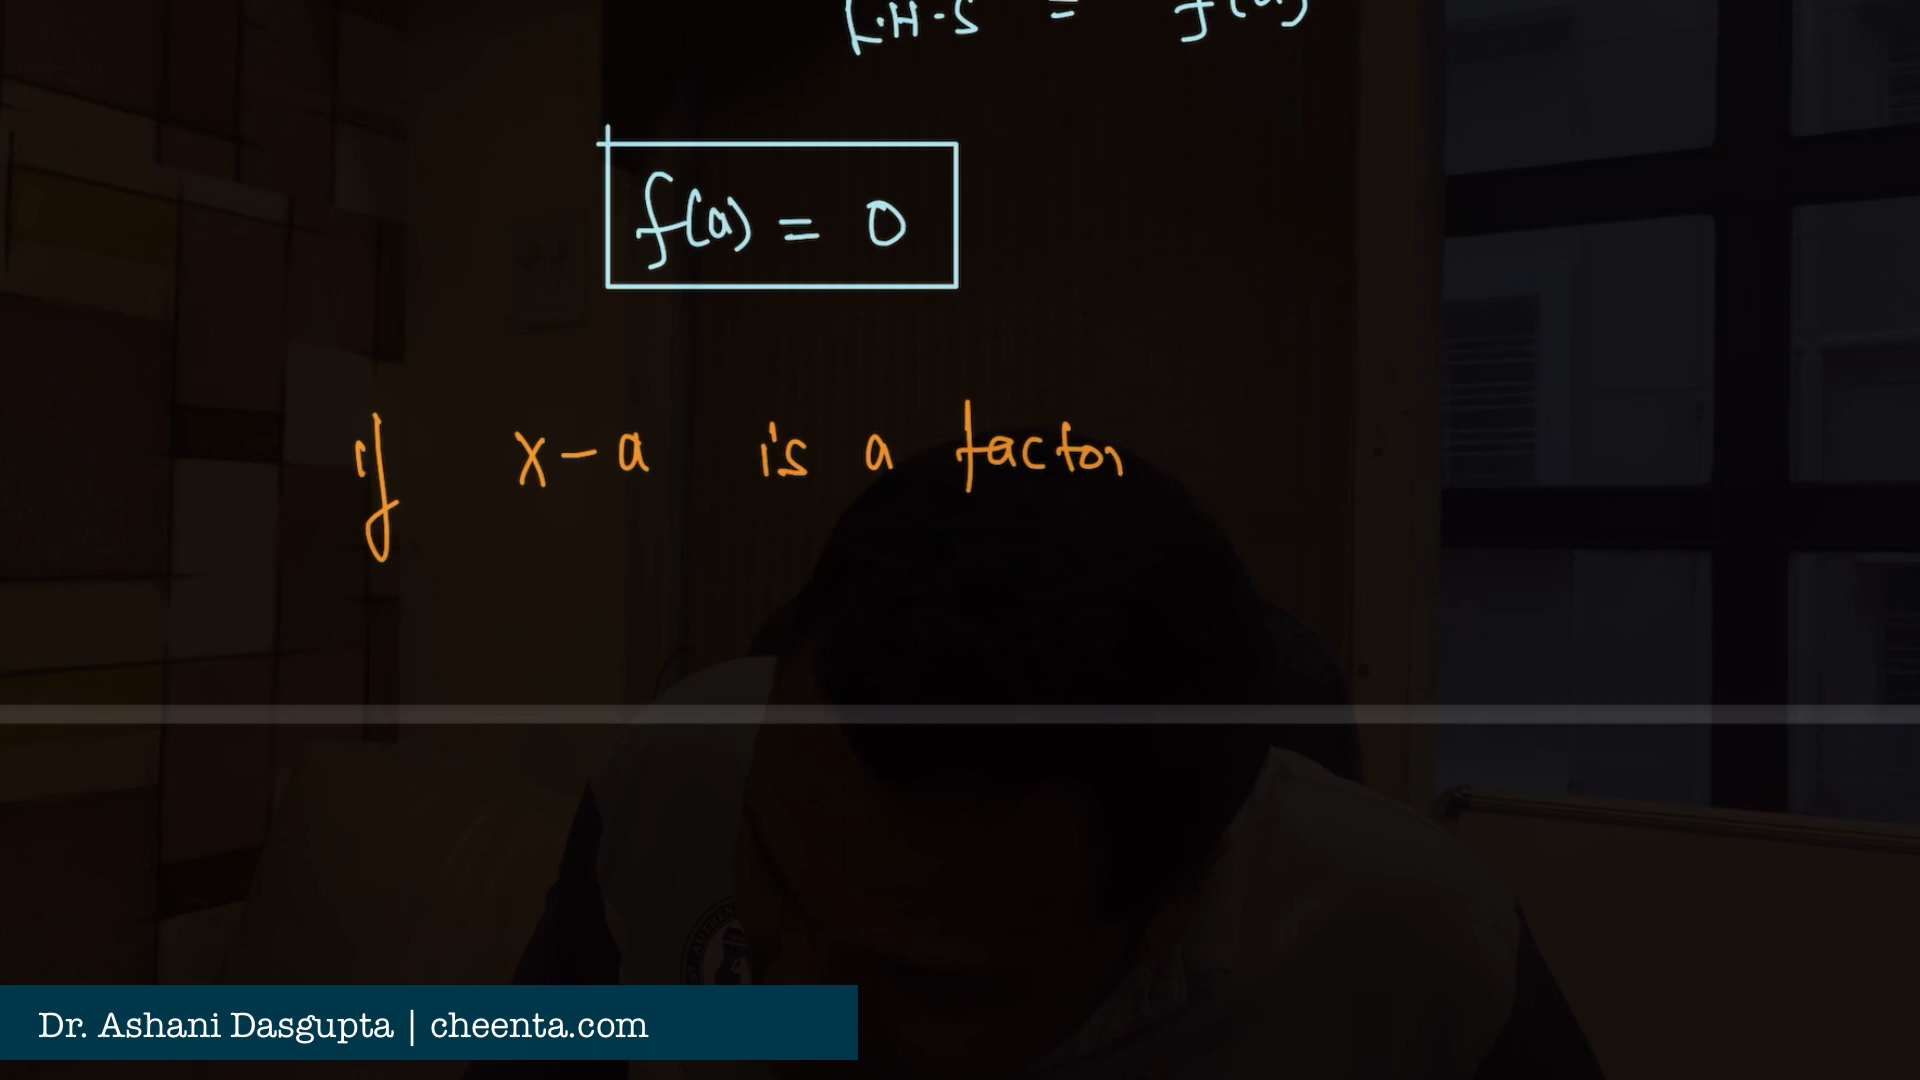 L.H.S = f(a)
f(a) = 0
if x-a is a factor
Dr. Ashani Dasgupta | cheenta.com